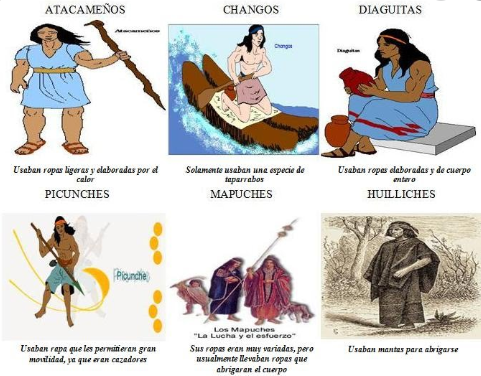 ATACAMEÑOS
CHANGOS
DIAGUITAS
Atacameños
Changos
Diaguitas
Usaban ropas ligeras y elaboradas por el
calor
Solamente usaban una especie de
taparrabos
Usaban ropas elaboradas y de cuerpo
entero
PICUNCHES
MAPUCHES
HUILLICHES
Picunche
Los Mapuches
"La Lucha y el esfuerzo"
Usaban rapa que les permitieran gran
movilidad, ya que eran cazadores
Sus ropas eran muy variadas, pero
usualmente llevaban ropas que
abrigaran el cuerpo
Usaban mantas para abrigarse